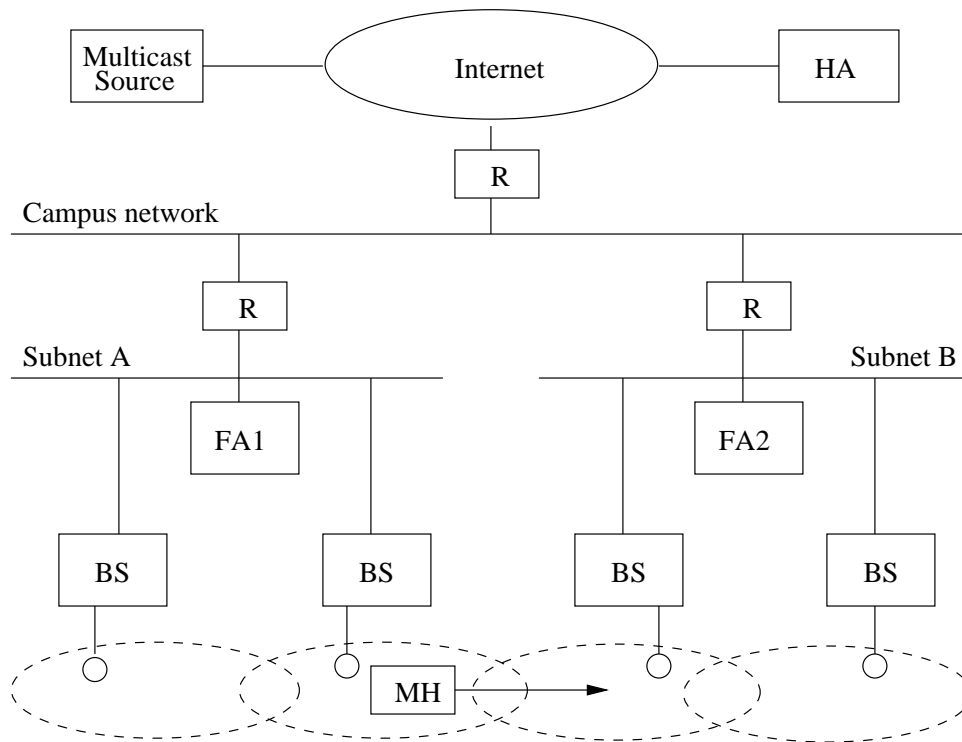 Multicast
Source
Internet
HA
R
Campus network
R
R
Subnet A
Subnet B
FA1
FA2
BS
BS
BS
BS
MH